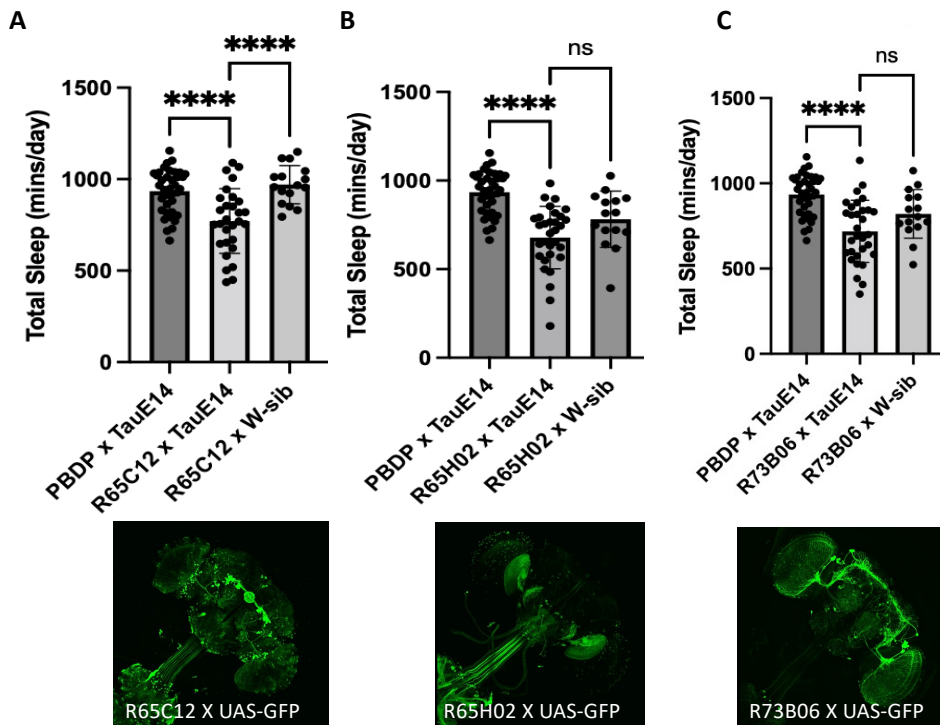 A
****
****
1500
1000
500
0
Total Sleep (mins/day)
PBDP x TauE14
R65C12 x TauE14
R65C12 x W-sib
R65C12 X UAS-GFP
B
ns
****
1500
1000
500
0
Total Sleep (mins/day)
PBDP x TauE14
R65H02 x TauE14
R65H02 x W-sib
R65H02 X UAS-GFP
C
ns
****
1500
1000
500
0
Total Sleep (mins/day)
PBDP x TauE14
R73B06 x TauE14
R73B06 x W-sib
R73B06 X UAS-GFP